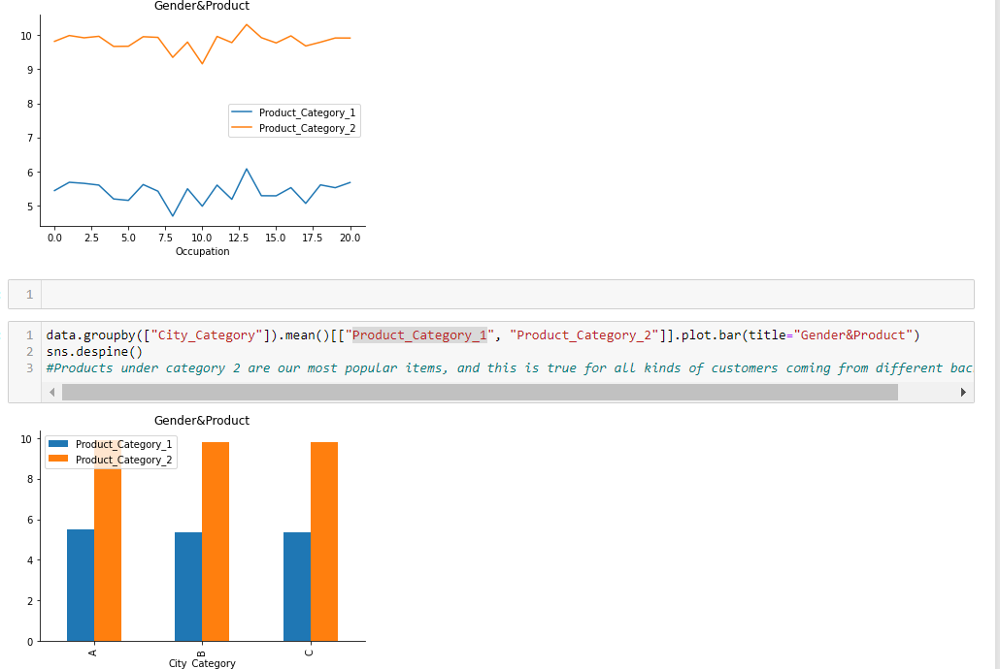 Gender&Product
10
9
8
7
6
5
Product_Category_1
Product_Category_2
0.0 2.5 5.0 7.5 10.0 12.5 15.0 17.5 20.0
Occupation
1
1 data.groupby(["City_Category"]).mean()[["Product_Category_1", "Product_Category_2"]].plot.bar(title="Gender&Product")
2 sns.despine()
3 #Products under category 2 are our most popular items, and this is true for all kinds of customers coming from different bac
Gender&Product
10
8
6
4
2
0
Product_Category_1
Product_Category_2
A B C
City_Category